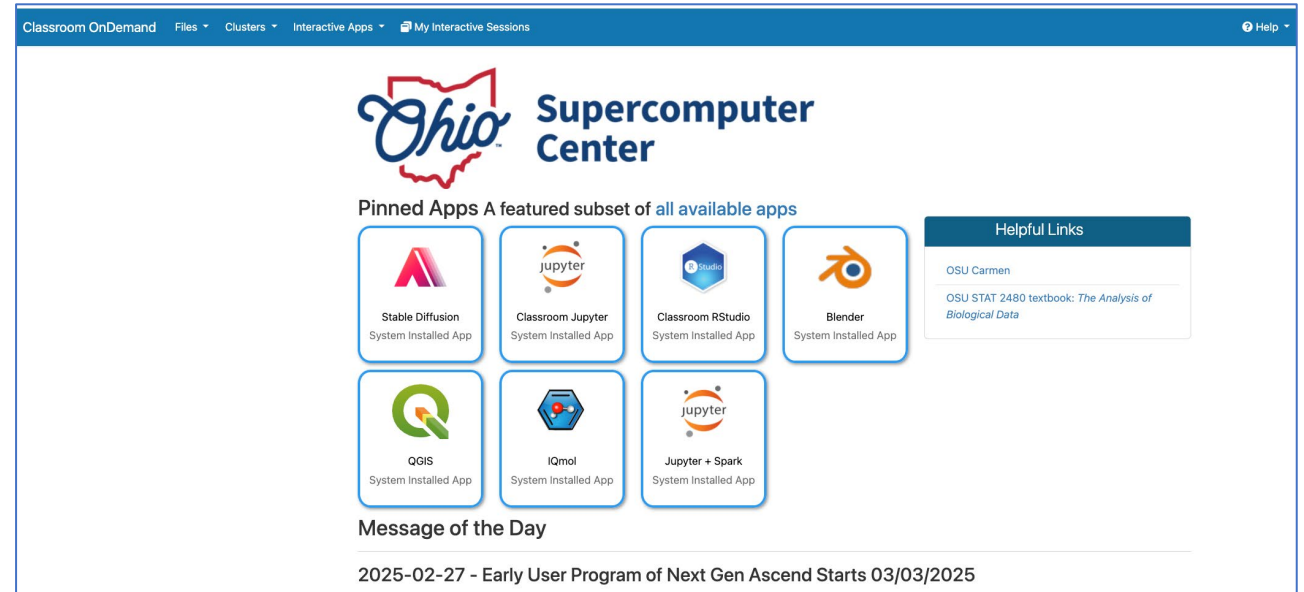 Classroom OnDemand Files Clusters Interactive Apps My Interactive Sessions Help
Ohio
™
Supercomputer
Center
Pinned Apps A featured subset of all available apps
Stable Diffusion
System Installed App
jupyter
Classroom Jupyter
System Installed App
R Studio
Classroom RStudio
System Installed App
Blender
System Installed App
QGIS
System Installed App
IQmol
System Installed App
jupyter
Jupyter + Spark
System Installed App
Helpful Links
OSU Carmen
OSU STAT 2480 textbook: The Analysis of
Biological Data
Message of the Day
2025-02-27 - Early User Program of Next Gen Ascend Starts 03/03/2025